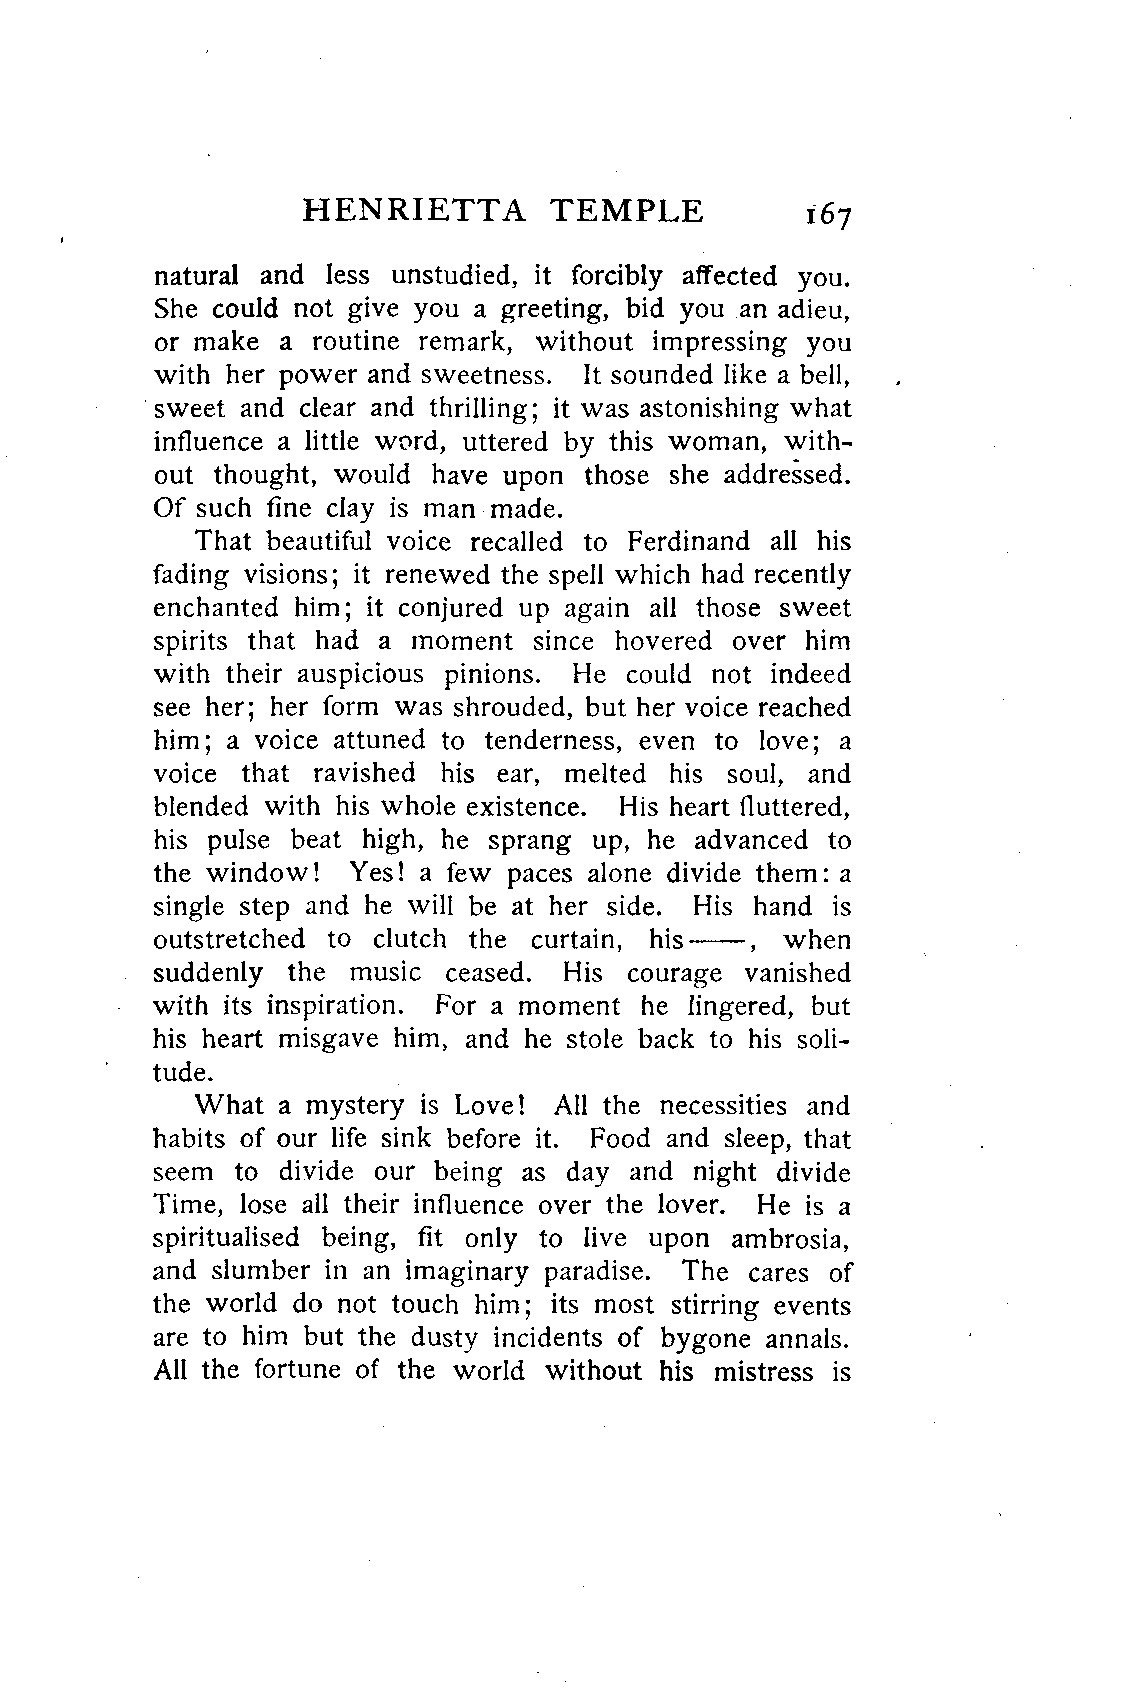 HENRIETTA TEMPLE 167
natural and less unstudied, it forcibly affected you.
She could not give you a greeting, bid you an adieu,
or make a routine remark, without impressing you
with her power and sweetness. It sounded like a bell,
sweet and clear and thrilling; it was astonishing what
influence a little word, uttered by this woman, with-
out thought, would have upon those she addressed.
Of such fine clay is man made.
That beautiful voice recalled to Ferdinand all his
fading visions; it renewed the spell which had recently
enchanted him; it conjured up again all those sweet
spirits that had a moment since hovered over him
with their auspicious pinions. He could not indeed
see her; her form was shrouded, but her voice reached
him; a voice attuned to tenderness, even to love; a
voice that ravished his ear, melted his soul, and
blended with his whole existence. His heart fluttered,
his pulse beat high, he sprang up, he advanced to
the window! Yes! a few paces alone divide them: a
single step and he will be at her side. His hand is
outstretched to clutch the curtain, his——, when
suddenly the music ceased. His courage vanished
with its inspiration. For a moment he lingered, but
his heart misgave him, and he stole back to his soli-
tude.
What a mystery is Love! All the necessities and
habits of our life sink before it. Food and sleep, that
seem to divide our being as day and night divide
Time, lose all their influence over the lover. He is a
spiritualised being, fit only to live upon ambrosia,
and slumber in an imaginary paradise. The cares of
the world do not touch him; its most stirring events
are to him but the dusty incidents of bygone annals.
All the fortune of the world without his mistress is